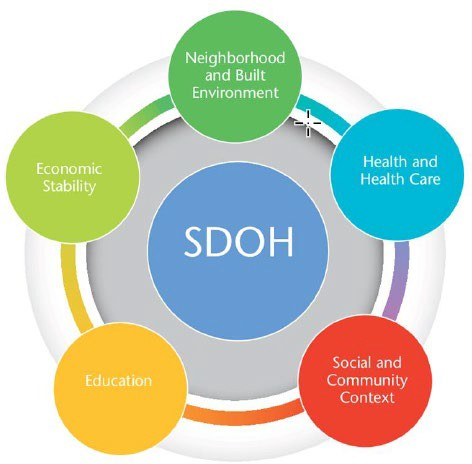 Neighborhood
and Built
Environment
Economic
Stability
Health and
Health Care
SDOH
Education
Social and
Community
Context